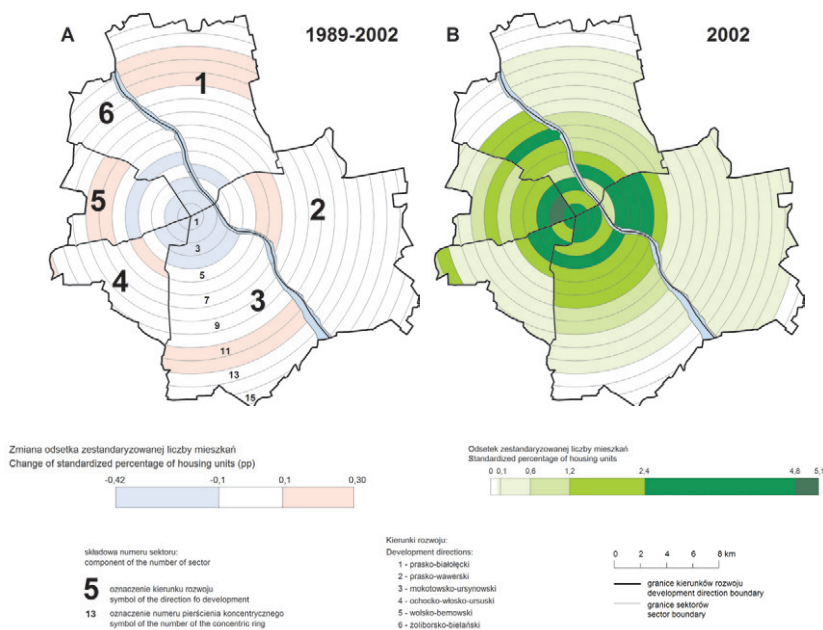 A
1989-2002
B
2002
1
6
5
2
4
3
1
3
5
7
9
11
13
15
Zmiana odsetka zestandaryzowanej liczby mieszkań
Change of standardized percentage of housing units (pp)
-0,42 -0,1 0,1 0,30
Odsetek zestandaryzowanej liczby mieszkań
Standardized percentage of housing units
0 0,1 0,6 1,2 2,4 4,8 5,1
składowa numeru sektoru:
component of the number of sector
5 oznaczenie kierunku rozwoju
symbol of the direction fo development
13 oznaczenie numeru pierścienia koncentrycznego
symbol of the number of the concentric ring
Kierunki rozwoju:
Development directions:
1 - prasko-białołęcki
2 - prasko-wawerski
3 - mokotowsko-ursynowski
4 - ochocko-włosko-ursuski
5 - wolsko-bemowski
6 - żoliborsko-bielański
0 2 4 6 8 km
granice kierunków rozwoju
development direction boundary
granice sektorów
sector boundary